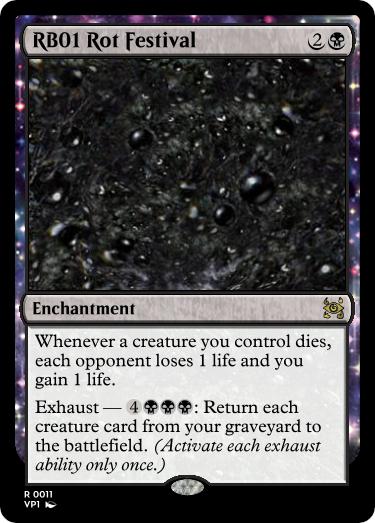 RB01 Rot Festival
2
Enchantment
Whenever a creature you control dies,
each opponent loses 1 life and you
gain 1 life.
Exhaust — 4: Return each
creature card from your graveyard to
the battlefield. (Activate each exhaust
ability only once.)
R 0011
VP1